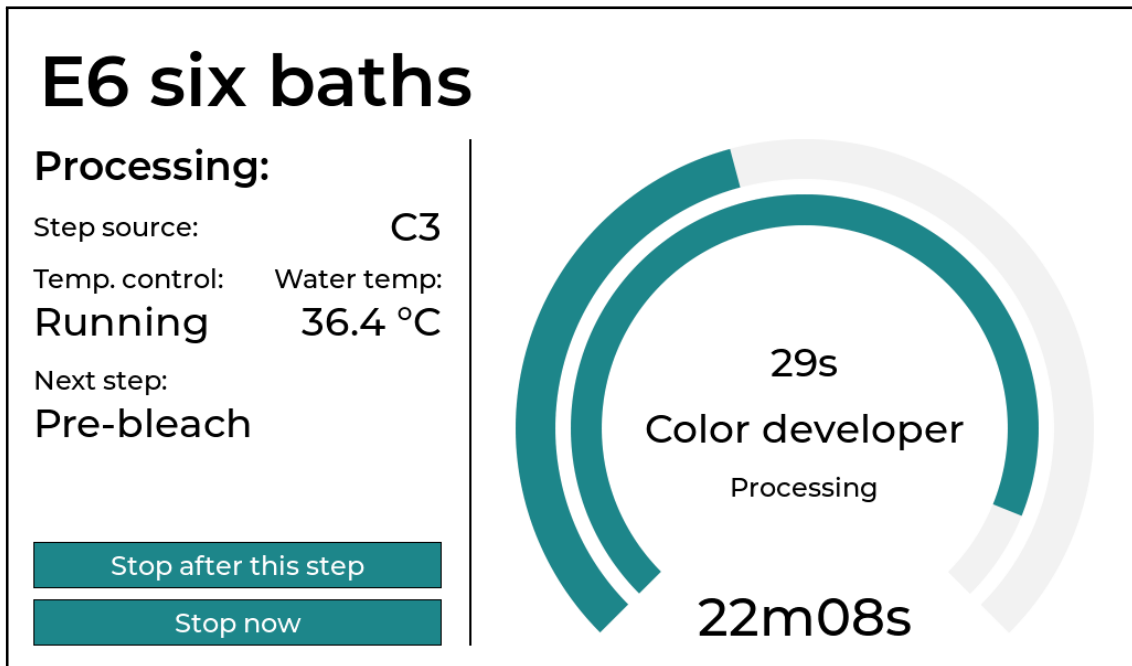 E6 six baths
Processing:
Step source: C3
Temp. control: Water temp:
Running 36.4 °C
Next step:
Pre-bleach
Stop after this step
Stop now
29s
Color developer
Processing
22m08s